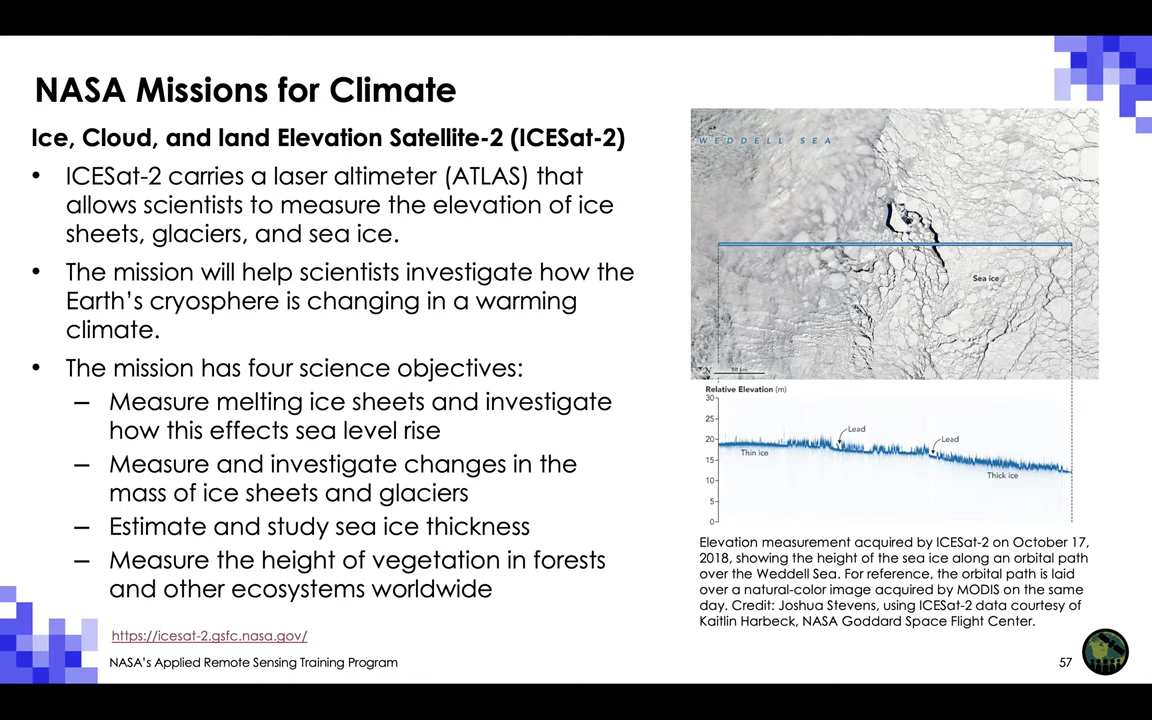 NASA Missions for Climate
Ice, Cloud, and land Elevation Satellite-2 (ICESat-2)
• ICESat-2 carries a laser altimeter (ATLAS) that
allows scientists to measure the elevation of ice
sheets, glaciers, and sea ice.
• The mission will help scientists investigate how the
Earth's cryosphere is changing in a warming
climate.
• The mission has four science objectives:
– Measure melting ice sheets and investigate
how this effects sea level rise
– Measure and investigate changes in the
mass of ice sheets and glaciers
– Estimate and study sea ice thickness
– Measure the height of vegetation in forests
and other ecosystems worldwide
https://icesat-2.gsfc.nasa.gov/
NASA's Applied Remote Sensing Training Program
WEDDELL SEA
Sea ice
N
50 km
Relative Elevation (m)
30
25
20
15
10
5
0
Lead
Lead
Thin ice
Thick ice
Elevation measurement acquired by ICESat-2 on October 17,
2018, showing the height of the sea ice along an orbital path
over the Weddell Sea. For reference, the orbital path is laid
over a natural-color image acquired by MODIS on the same
day. Credit: Joshua Stevens, using ICESat-2 data courtesy of
Kaitlin Harbeck, NASA Goddard Space Flight Center.
57